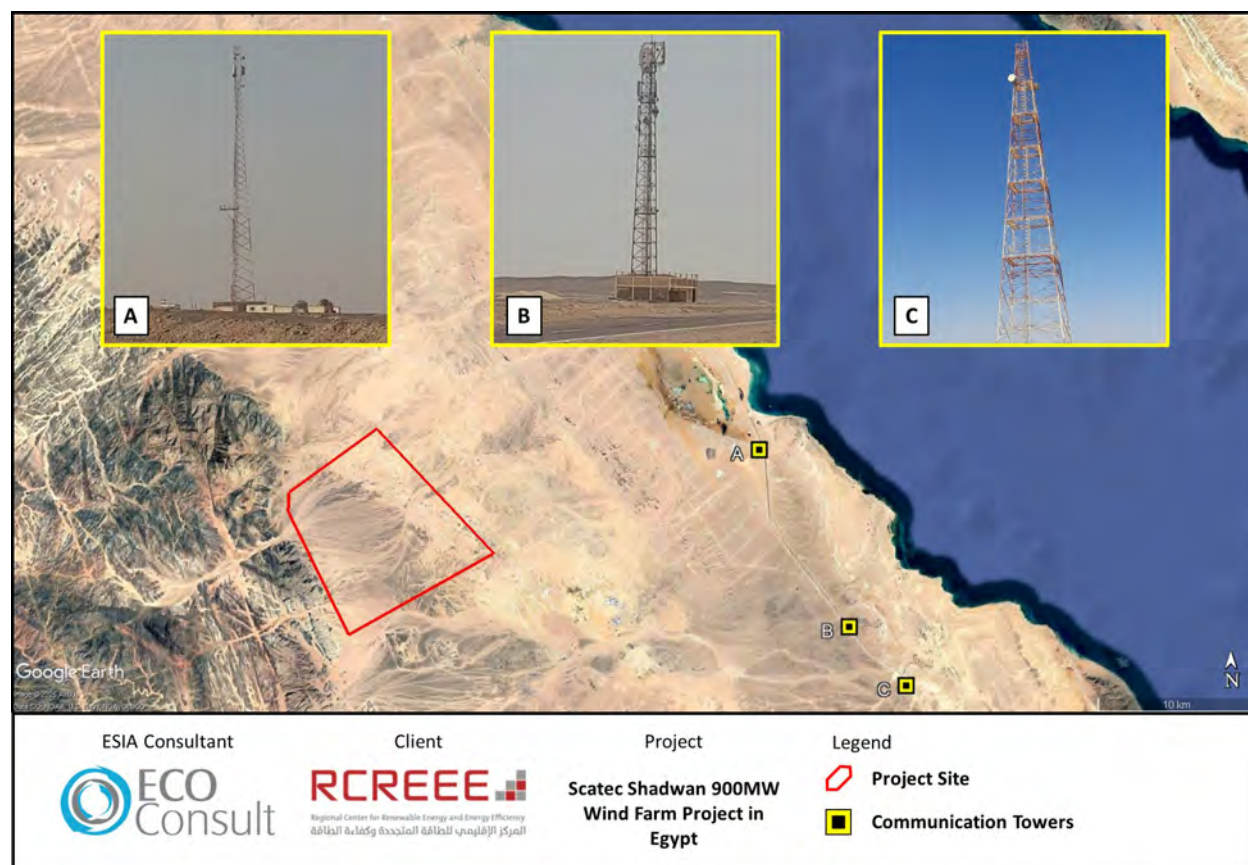 A
B
C
A
B
C
Google Earth
N
10 km
ESIA Consultant
Client
Project
Legend
ECO
Consult
RCREEE
Regional Center for Renewable Energy and Energy Efficiency
المركز الإقليمي للطاقة المتجددة وكفاءة الطاقة
Scatec Shadwan 900MW
Wind Farm Project in
Egypt
Project Site
Communication Towers